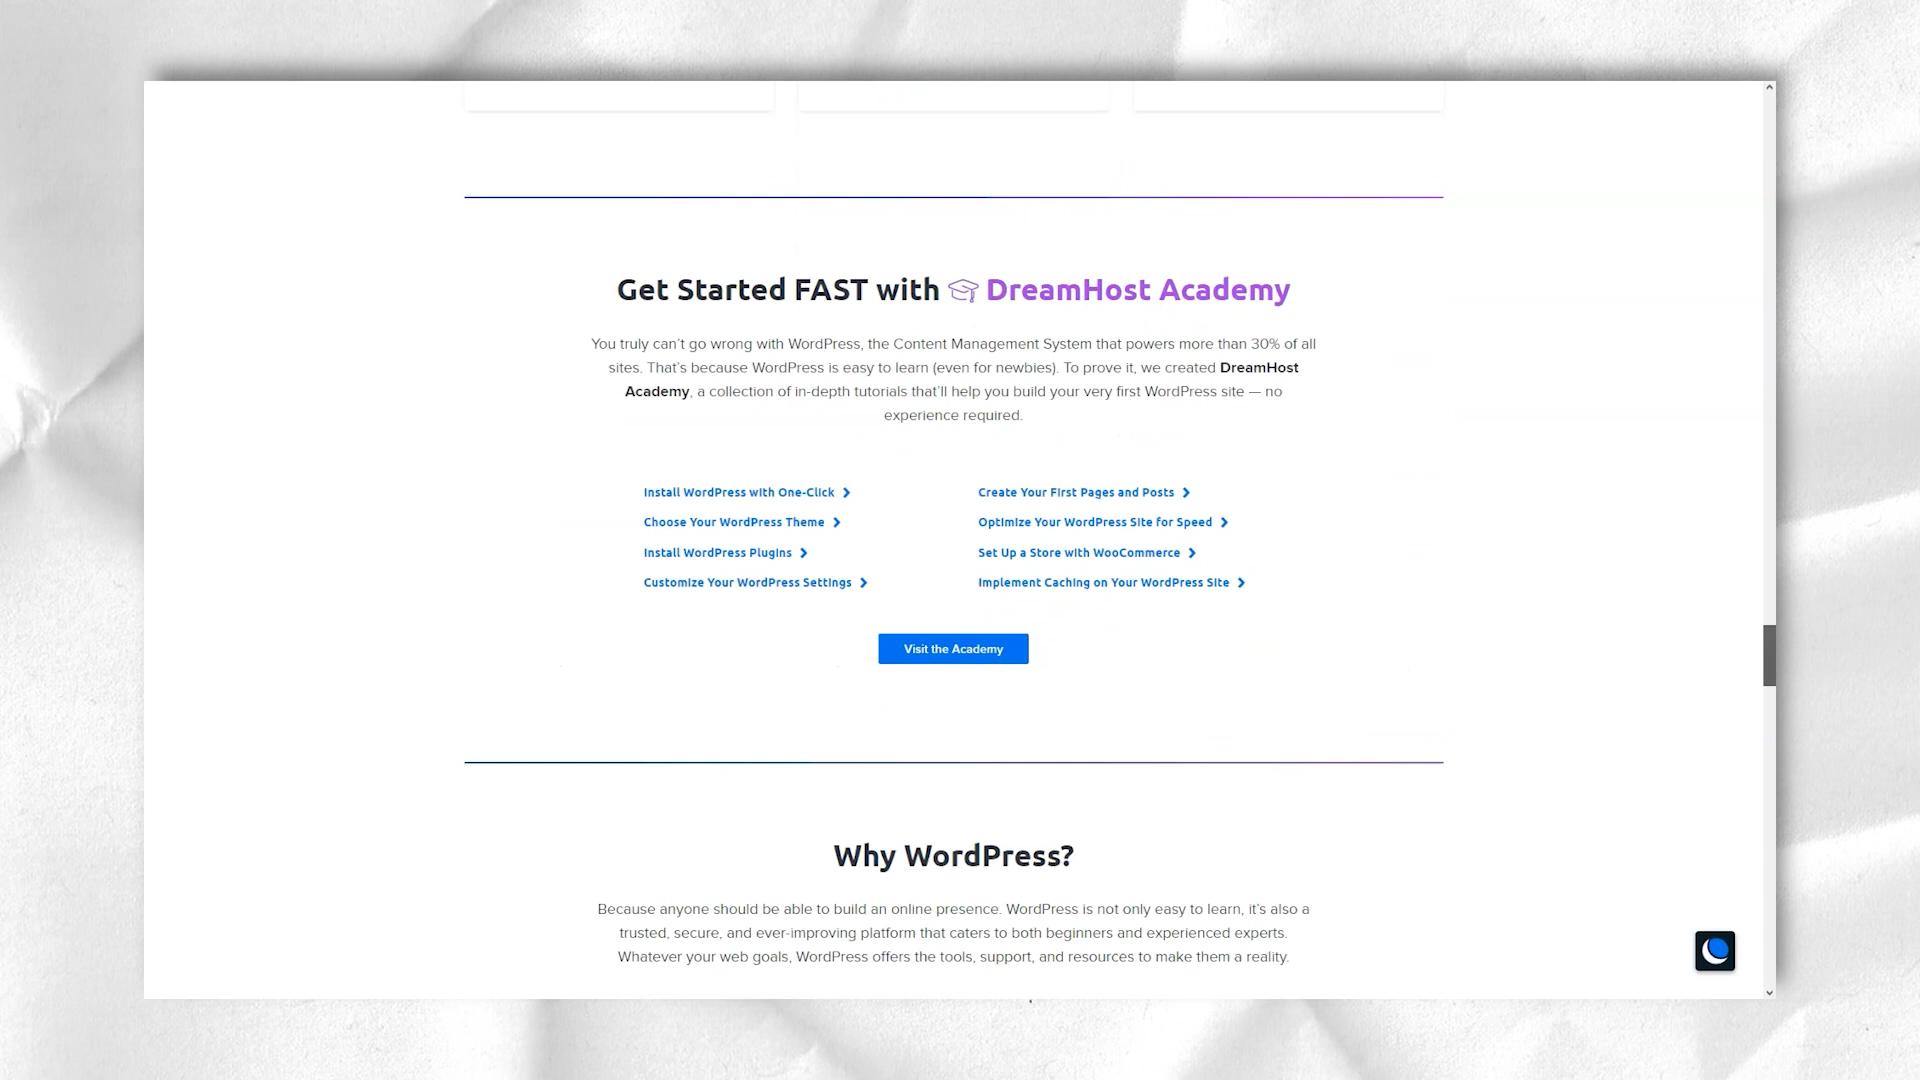 Get Started FAST with DreamHost Academy
You truly can't go wrong with WordPress, the Content Management System that powers more than 30% of all
sites. That's because WordPress is easy to learn (even for newbies). To prove it, we created DreamHost
Academy, a collection of in-depth tutorials that'll help you build your very first WordPress site — no
experience required.
Install WordPress with One-Click
Choose Your WordPress Theme
Install WordPress Plugins
Customize Your WordPress Settings
Create Your First Pages and Posts
Optimize Your WordPress Site for Speed
Set Up a Store with WooCommerce
Implement Caching on Your WordPress Site
Visit the Academy
Why WordPress?
Because anyone should be able to build an online presence. WordPress is not only easy to learn, it's also a
trusted, secure, and ever-improving platform that caters to both beginners and experienced experts.
Whatever your web goals, WordPress offers the tools, support, and resources to make them a reality.